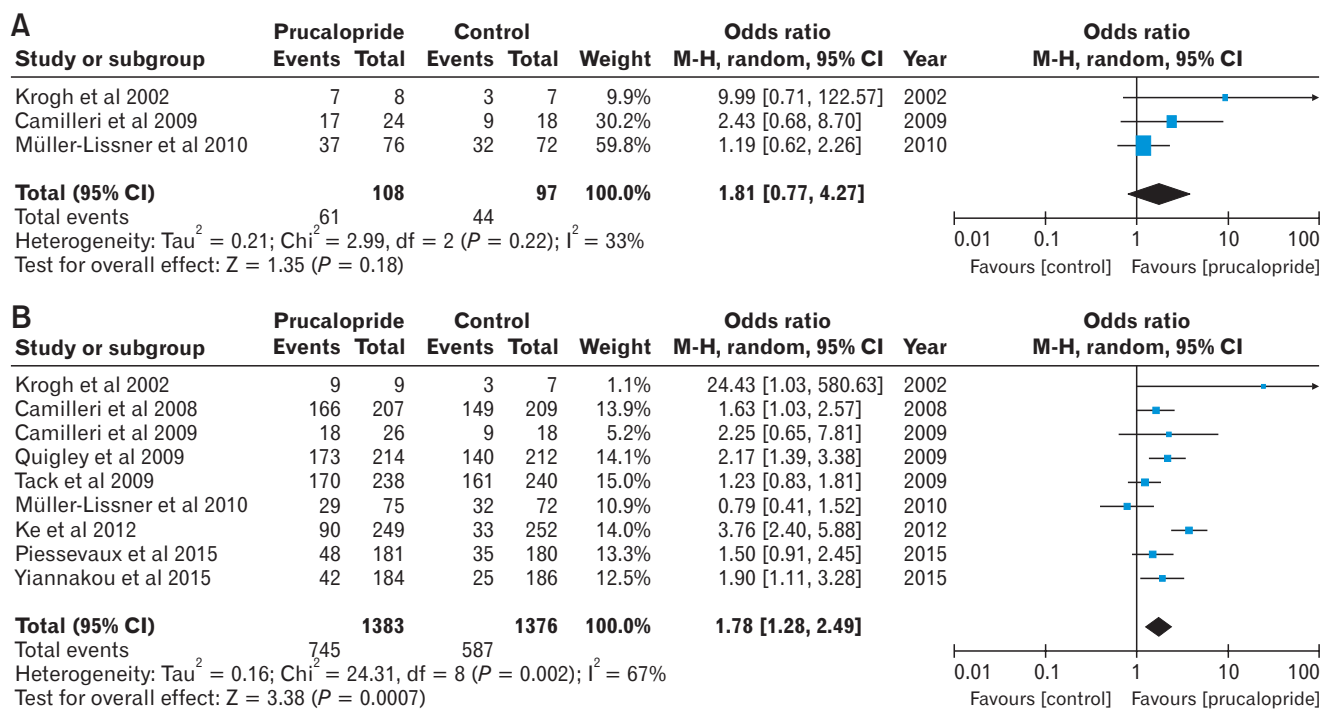 A
Prucalopride Control Odds ratio Odds ratio
Study or subgroup Events Total Events Total Weight M-H, random, 95% CI Year M-H, random, 95% CI
Krogh et al 2002 7 8 3 7 9.9% 9.99 [0.71, 122.57] 2002
Camilleri et al 2009 17 24 9 18 30.2% 2.43 [0.68, 8.70] 2009
Müller-Lissner et al 2010 37 76 32 72 59.8% 1.19 [0.62, 2.26] 2010
Total (95% CI) 108 97 100.0% 1.81 [0.77, 4.27]
Total events 61 44
Heterogeneity: Tau² = 0.21; Chi² = 2.99, df = 2 (P = 0.22); I² = 33%
Test for overall effect: Z = 1.35 (P = 0.18)
0.01 0.1 1 10 100
Favours [control] Favours [prucalopride]
B
Prucalopride Control Odds ratio Odds ratio
Study or subgroup Events Total Events Total Weight M-H, random, 95% CI Year M-H, random, 95% CI
Krogh et al 2002 9 9 3 7 1.1% 24.43 [1.03, 580.63] 2002
Camilleri et al 2008 166 207 149 209 13.9% 1.63 [1.03, 2.57] 2008
Camilleri et al 2009 18 26 9 18 5.2% 2.25 [0.65, 7.81] 2009
Quigley et al 2009 173 214 140 212 14.1% 2.17 [1.39, 3.38] 2009
Tack et al 2009 170 238 161 240 15.0% 1.23 [0.83, 1.81] 2009
Müller-Lissner et al 2010 29 75 32 72 10.9% 0.79 [0.41, 1.52] 2010
Ke et al 2012 90 249 33 252 14.0% 3.76 [2.40, 5.88] 2012
Piessevaux et al 2015 48 181 35 180 13.3% 1.50 [0.91, 2.45] 2015
Yiannakou et al 2015 42 184 25 186 12.5% 1.90 [1.11, 3.28] 2015
Total (95% CI) 1383 1376 100.0% 1.78 [1.28, 2.49]
Total events 745 587
Heterogeneity: Tau² = 0.16; Chi² = 24.31, df = 8 (P = 0.002); I² = 67%
Test for overall effect: Z = 3.38 (P = 0.0007)
0.01 0.1 1 10 100
Favours [control] Favours [prucalopride]